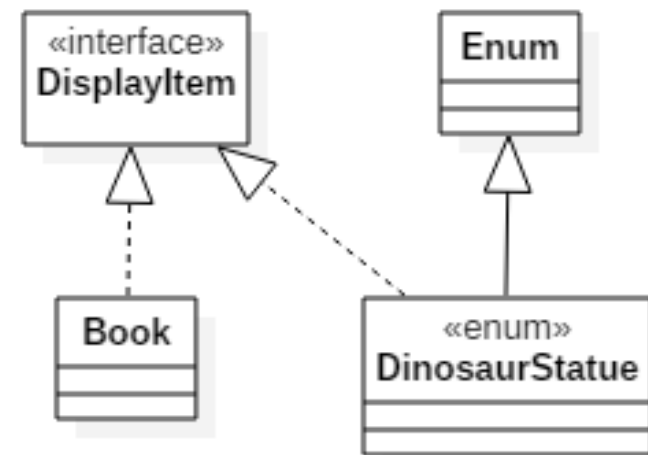 «interface»
DisplayItem
Enum
Book
«enum»
DinosaurStatue